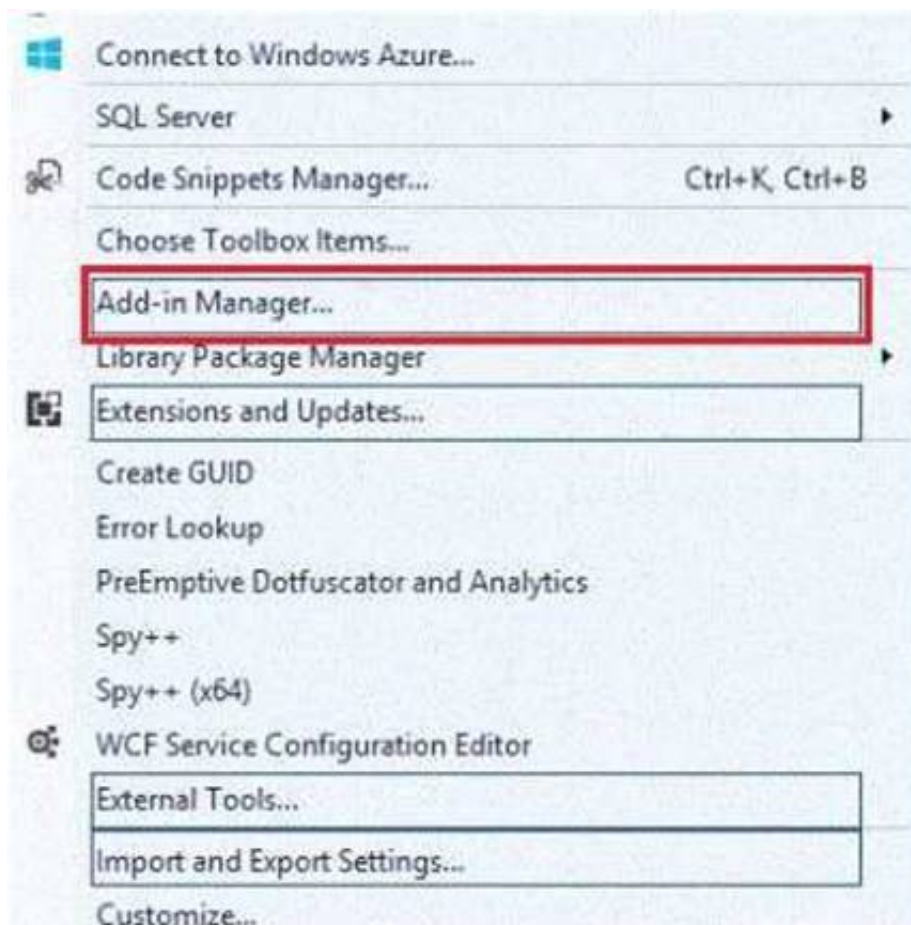 Connect to Windows Azure...
SQL Server
Code Snippets Manager... Ctrl+K, Ctrl+B
Choose Toolbox Items...
Add-in Manager...
Library Package Manager
Extensions and Updates...
Create GUID
Error Lookup
PreEmptive Dotfuscator and Analytics
Spy++
Spy++ (x64)
WCF Service Configuration Editor
External Tools...
Import and Export Settings...
Customize...